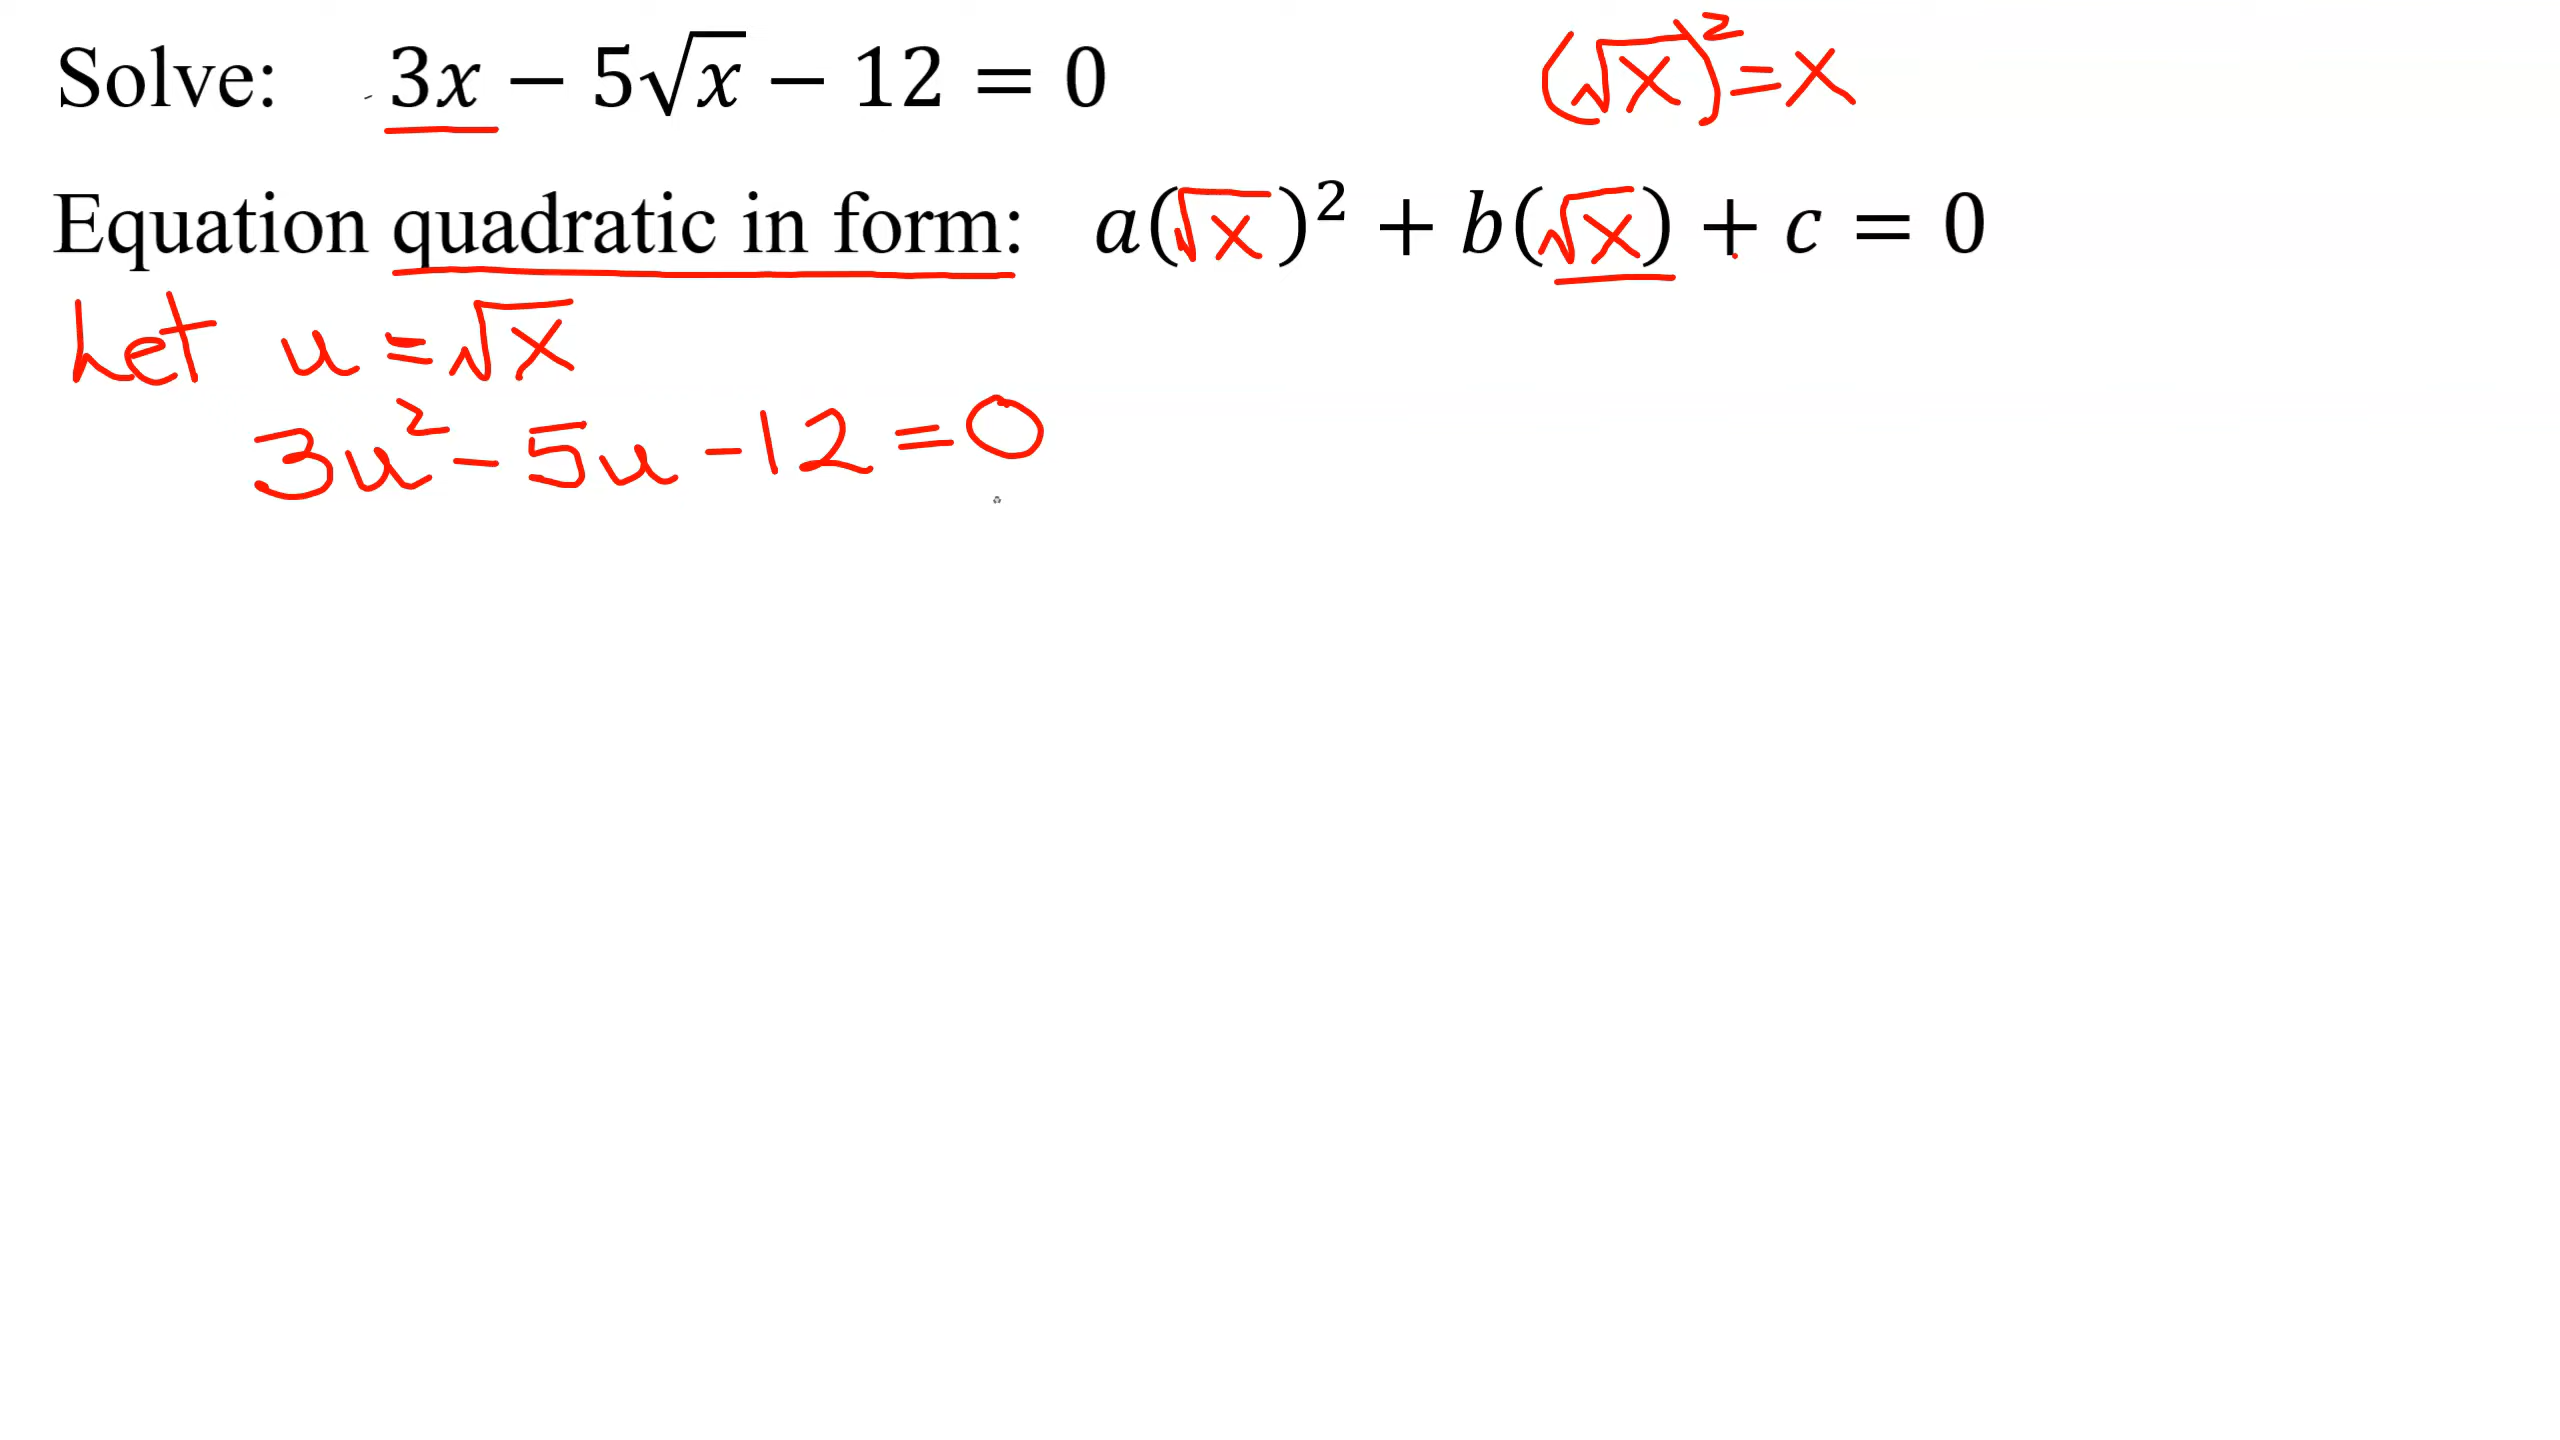 Solve: 3x − 5√x − 12 = 0 (√x)² = x
Equation quadratic in form: a(√x)² + b(√x) + c = 0
Let u = √x
3u² − 5u − 12 = 0